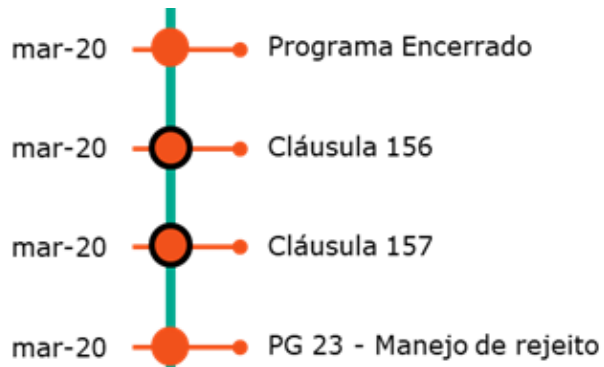 mar-20 Programa Encerrado
mar-20 Cláusula 156
mar-20 Cláusula 157
mar-20 PG 23 - Manejo de rejeito